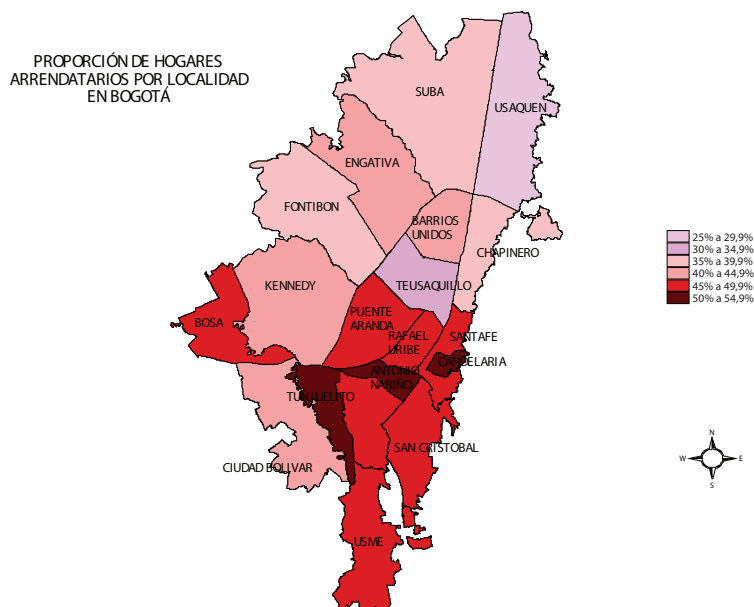 PROPORCIÓN DE HOGARES
ARRENDATARIOS POR LOCALIDAD
EN BOGOTÁ
SUBA
USAQUEN
ENGATIVA
FONTIBON
BARRIOS
UNIDOS
CHAPINERO
KENNEDY
TEUSAQUILLO
BOSA
PUENTE
ARANDA
RAFAEL
URIBE
SANTAFE
CANDELARIA
ANTONIO
NARIÑO
TUNJUELITO
SAN CRISTOBAL
CIUDAD BOLIVAR
USME
25% a 29,9%
30% a 34,9%
35% a 39,9%
40% a 44,9%
45% a 49,9%
50% a 54,9%
N
W
E
S